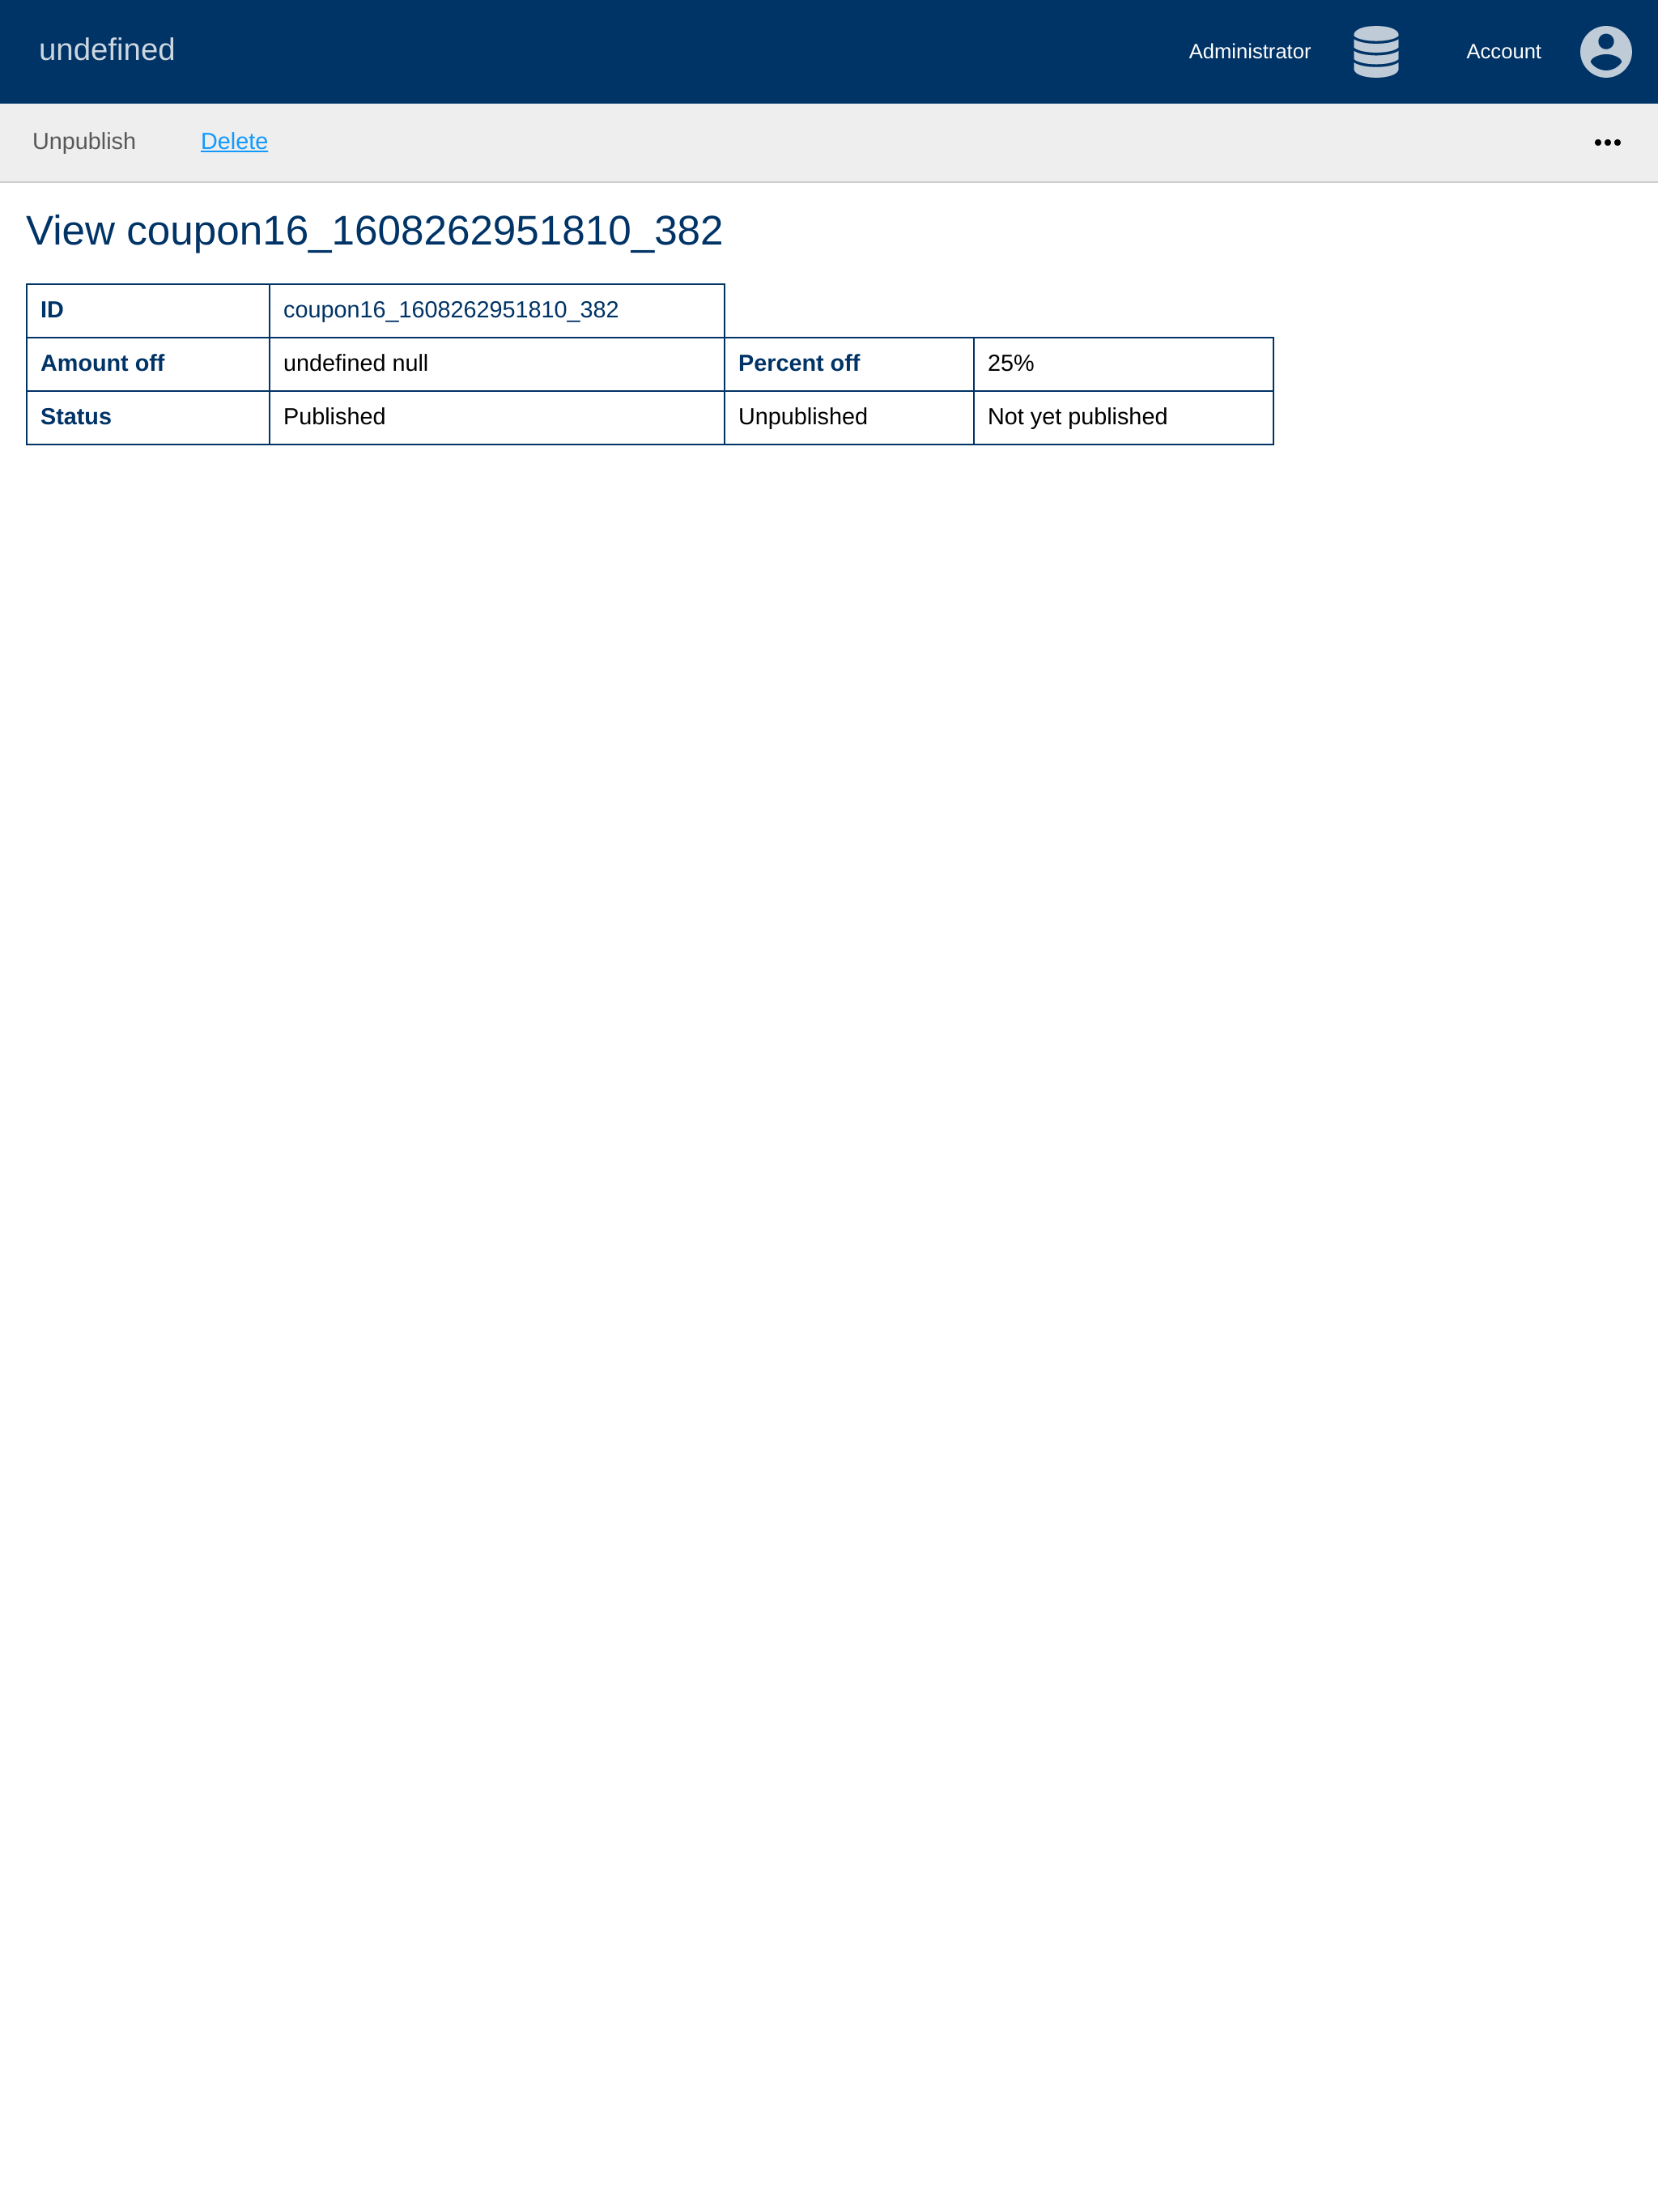 undefined Administrator Account
Unpublish Delete
View coupon16_1608262951810_382
ID coupon16_1608262951810_382
Amount off undefined null Percent off 25%
Status Published Unpublished Not yet published